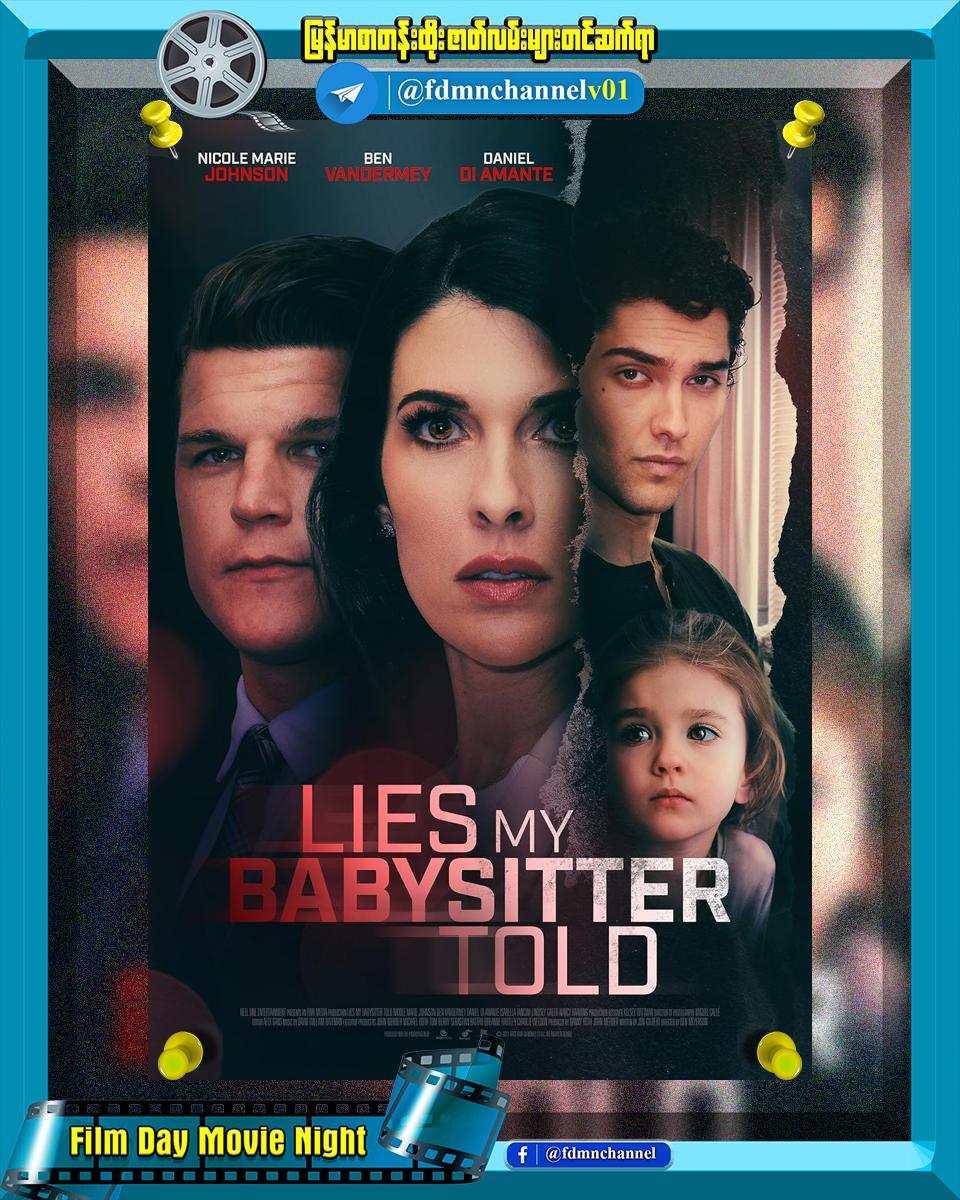 မြန်မာစာတန်းထိုးဇာတ်လမ်းများတင်ဆက်ရာ
@fdmnchannelv01
NICOLE MARIE JOHNSON
BEN VANDERMEY
DANIEL DI AMANTE
LIES MY
BABYSITTER
TOLD
Film Day Movie Night
@fdmnchannel